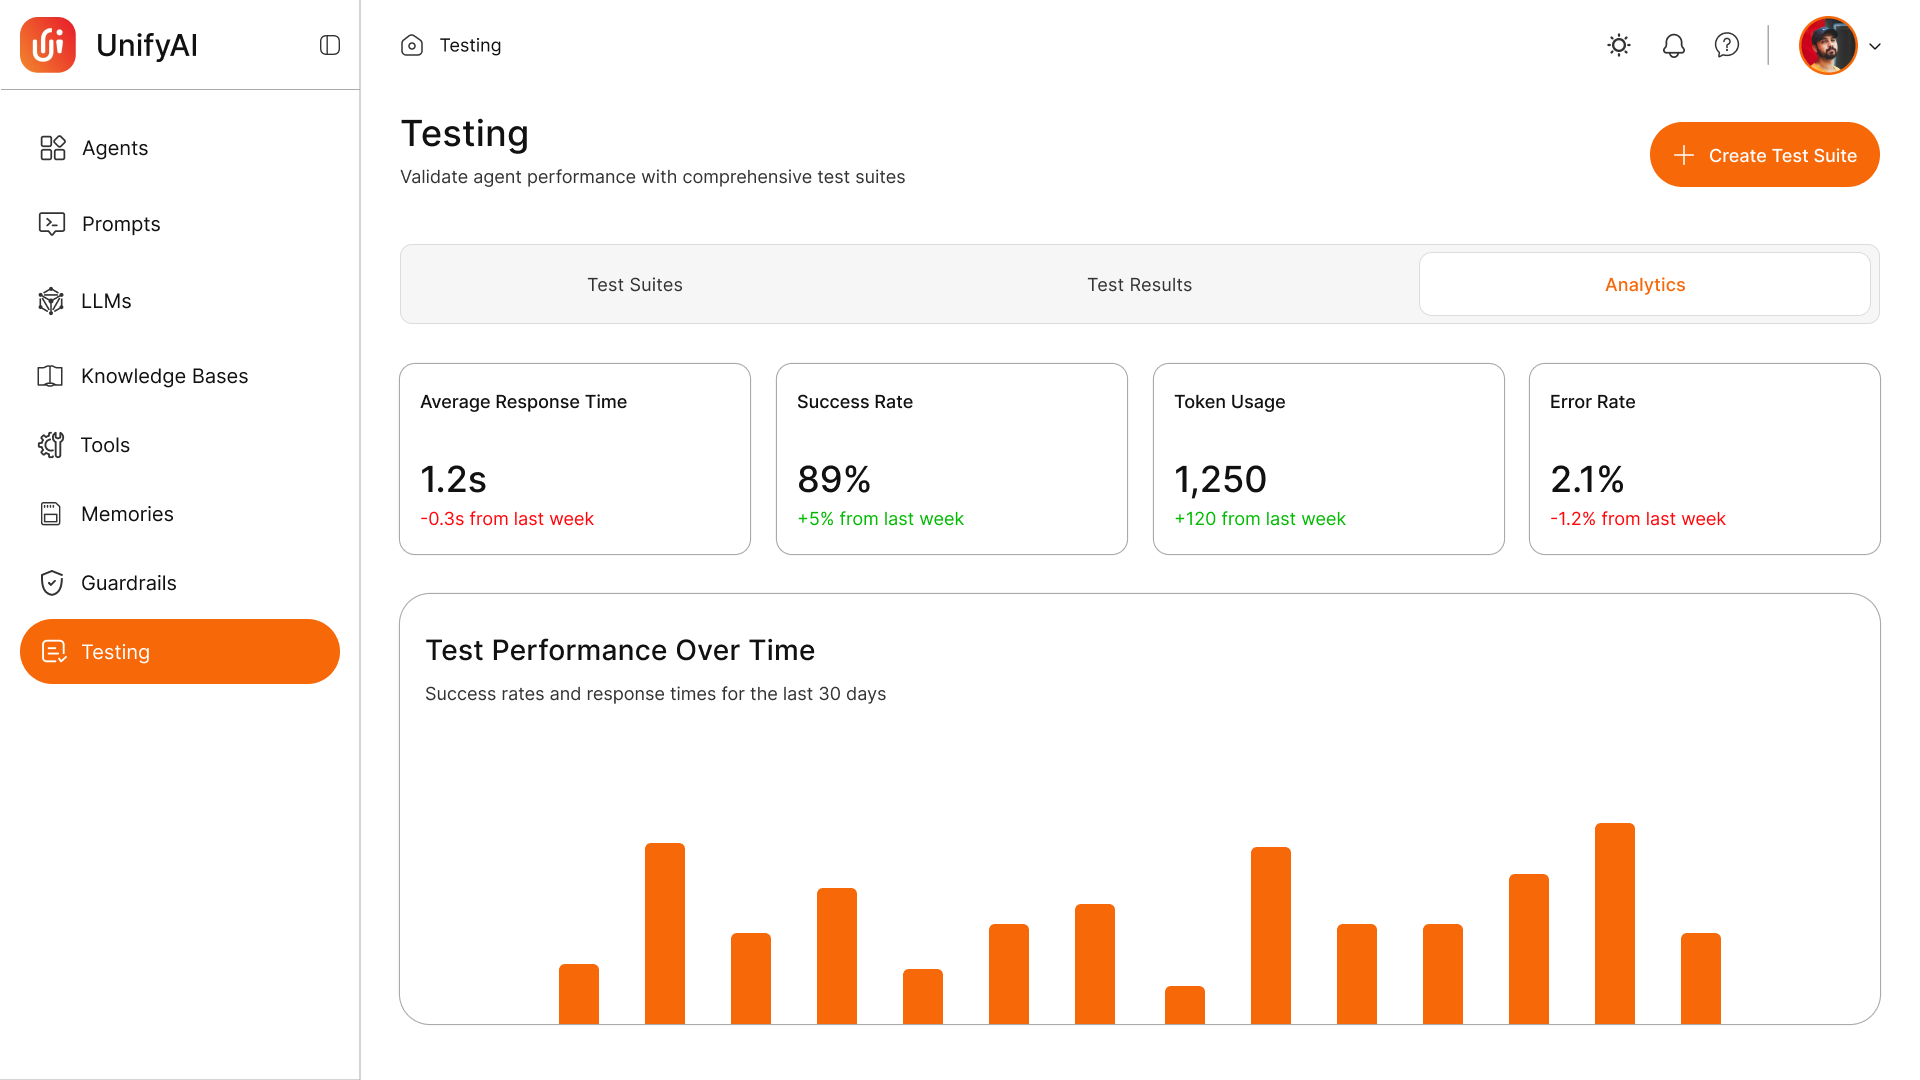 UnifyAI
Testing
Agents
Prompts
LLMs
Knowledge Bases
Tools
Memories
Guardrails
Testing
Testing
Validate agent performance with comprehensive test suites
Create Test Suite
Test Suites
Test Results
Analytics
Average Response Time
1.2s
-0.3s from last week
Success Rate
89%
+5% from last week
Token Usage
1,250
+120 from last week
Error Rate
2.1%
-1.2% from last week
Test Performance Over Time
Success rates and response times for the last 30 days